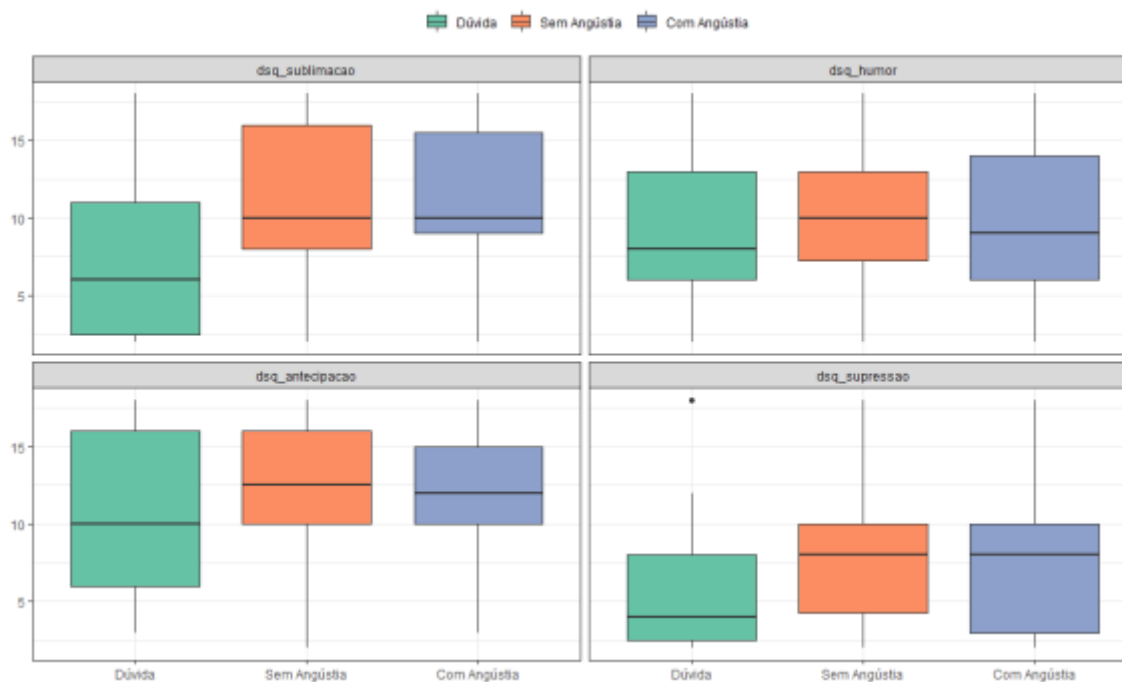 Dúvida Sem Angústia Com Angústia
dsq_sublimacao dsq_humor
15
10
5
dsq_antecipacao dsq_supressao
15
10
5
Dúvida Sem Angústia Com Angústia Dúvida Sem Angústia Com Angústia